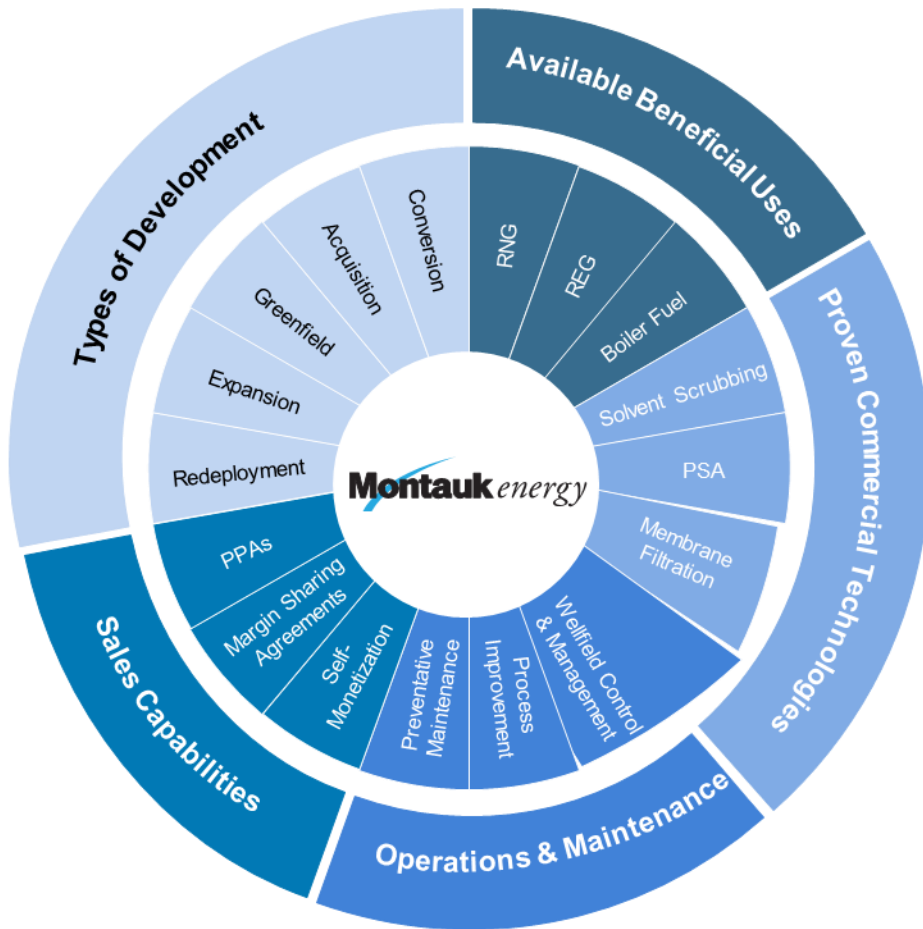 Available Beneficial Uses
RNG
REG
Boiler Fuel
Proven Commercial Technologies
Solvent Scrubbing
PSA
Membrane
Filtration
Operations & Maintenance
Wellfield Control
& Management
Process
Improvement
Preventative
Maintenance
Sales Capabilities
Self-
Monetization
Margin Sharing
Agreements
PPAs
Types of Development
Redeployment
Expansion
Greenfield
Acquisition
Conversion
Montauk energy